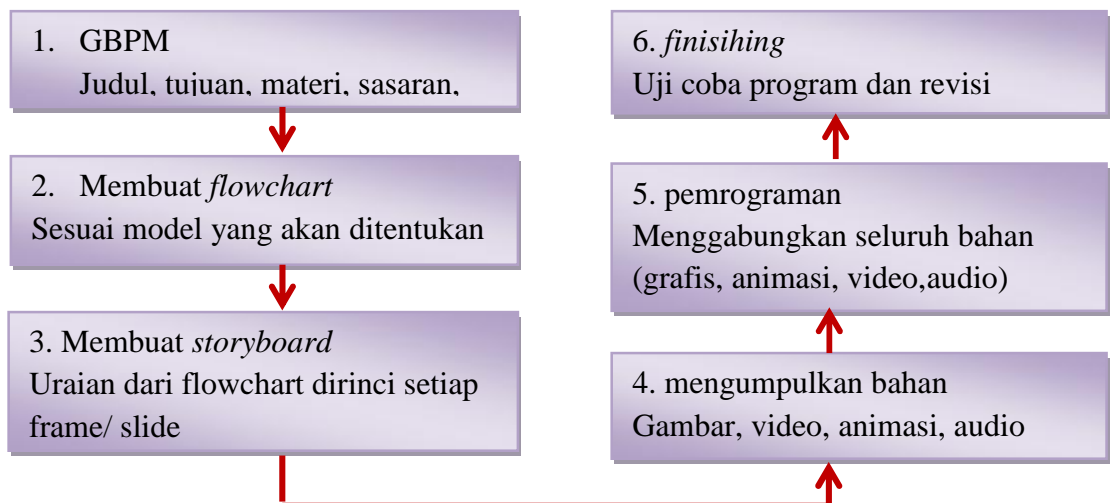 1. GBPM
Judul, tujuan, materi, sasaran,
2. Membuat flowchart
Sesuai model yang akan ditentukan
3. Membuat storyboard
Uraian dari flowchart dirinci setiap
frame/ slide
4. mengumpulkan bahan
Gambar, video, animasi, audio
5. pemrograman
Menggabungkan seluruh bahan
(grafis, animasi, video,audio)
6. finisihing
Uji coba program dan revisi